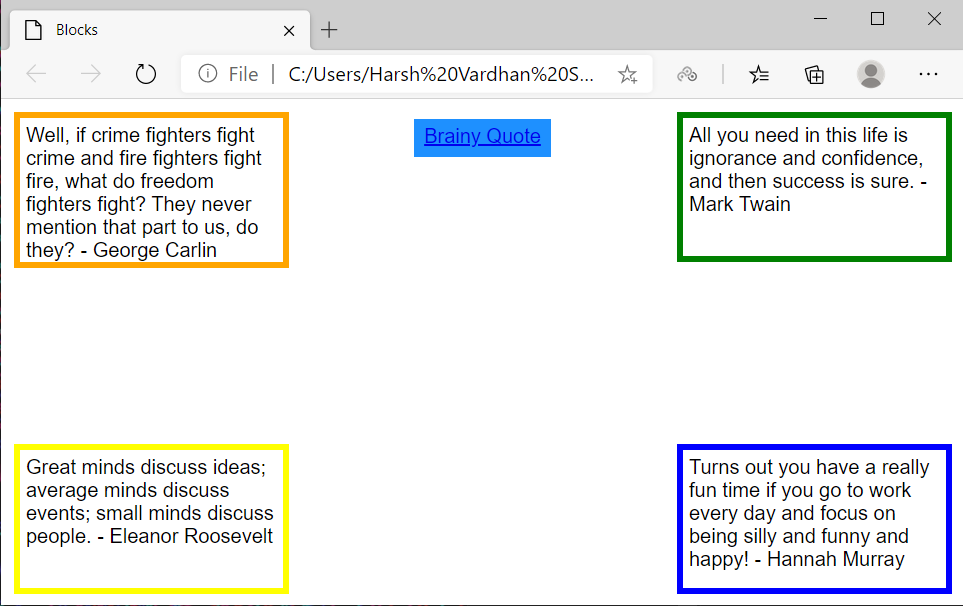 Blocks
File
C:/Users/Harsh%20Vardhan%20S...
Well, if crime fighters fight
crime and fire fighters fight
fire, what do freedom
fighters fight? They never
mention that part to us, do
they? - George Carlin
Brainy Quote
All you need in this life is
ignorance and confidence,
and then success is sure. -
Mark Twain
Great minds discuss ideas;
average minds discuss
events; small minds discuss
people. - Eleanor Roosevelt
Turns out you have a really
fun time if you go to work
every day and focus on
being silly and funny and
happy! - Hannah Murray